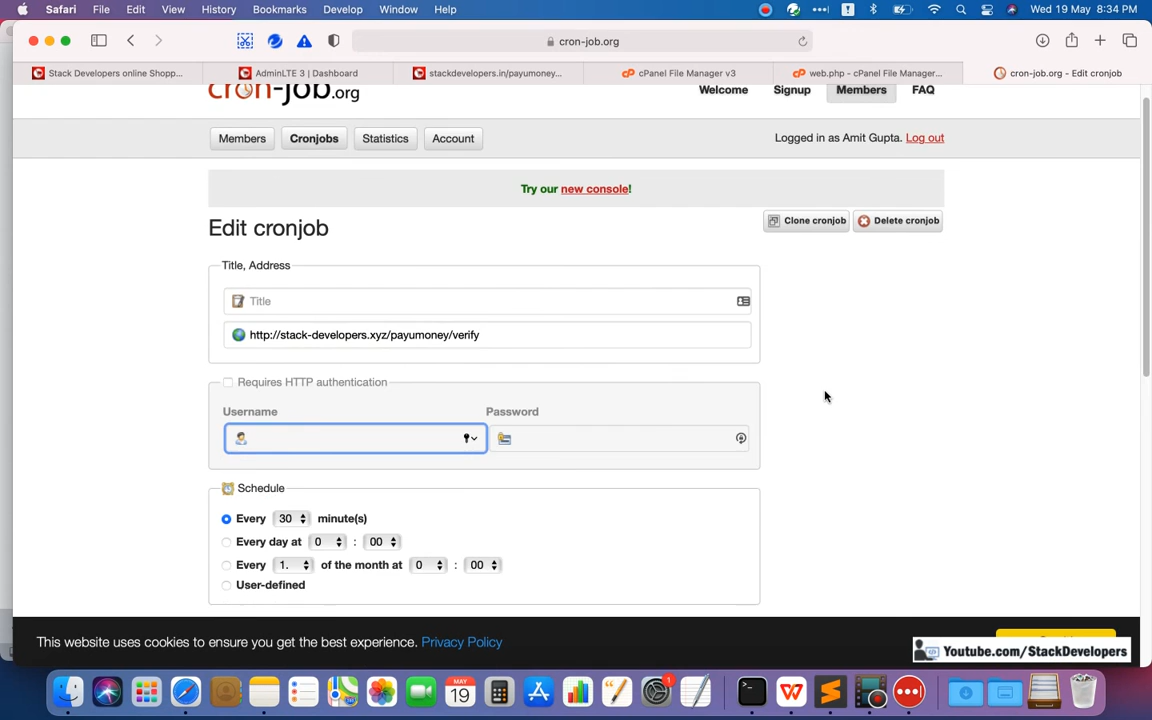 Safari File Edit View History Bookmarks Develop Window Help Wed 19 May 8:34 PM
cron-job.org
Stack Developers online Shopp... AdminLTE 3 | Dashboard stackdevelopers.in/payumoney... cPanel File Manager v3 web.php - cPanel File Manager... cron-job.org - Edit cronjob
cron-job.org Welcome Signup Members FAQ
Members Cronjobs Statistics Account Logged in as Amit Gupta. Log out
Try our new console!
Edit cronjob Clone cronjob Delete cronjob
Title, Address
Title
http://stack-developers.xyz/payumoney/verify
Requires HTTP authentication
Username Password
Schedule
Every 30 minute(s)
Every day at 0 : 00
Every 1. of the month at 0 : 00
User-defined
This website uses cookies to ensure you get the best experience. Privacy Policy
Youtube.com/StackDevelopers
MAY
19
1